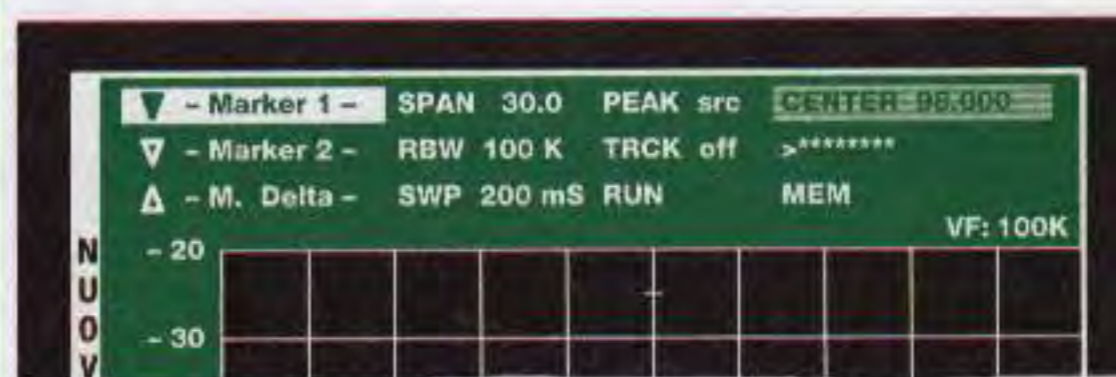 ▼ - Marker 1 - SPAN 30.0 PEAK src CENTER 98.000
▽ - Marker 2 - RBW 100 K TRCK off >********
Δ - M. Delta - SWP 200 mS RUN MEM
VF: 100K
- 20
- 30
N
U
O
V